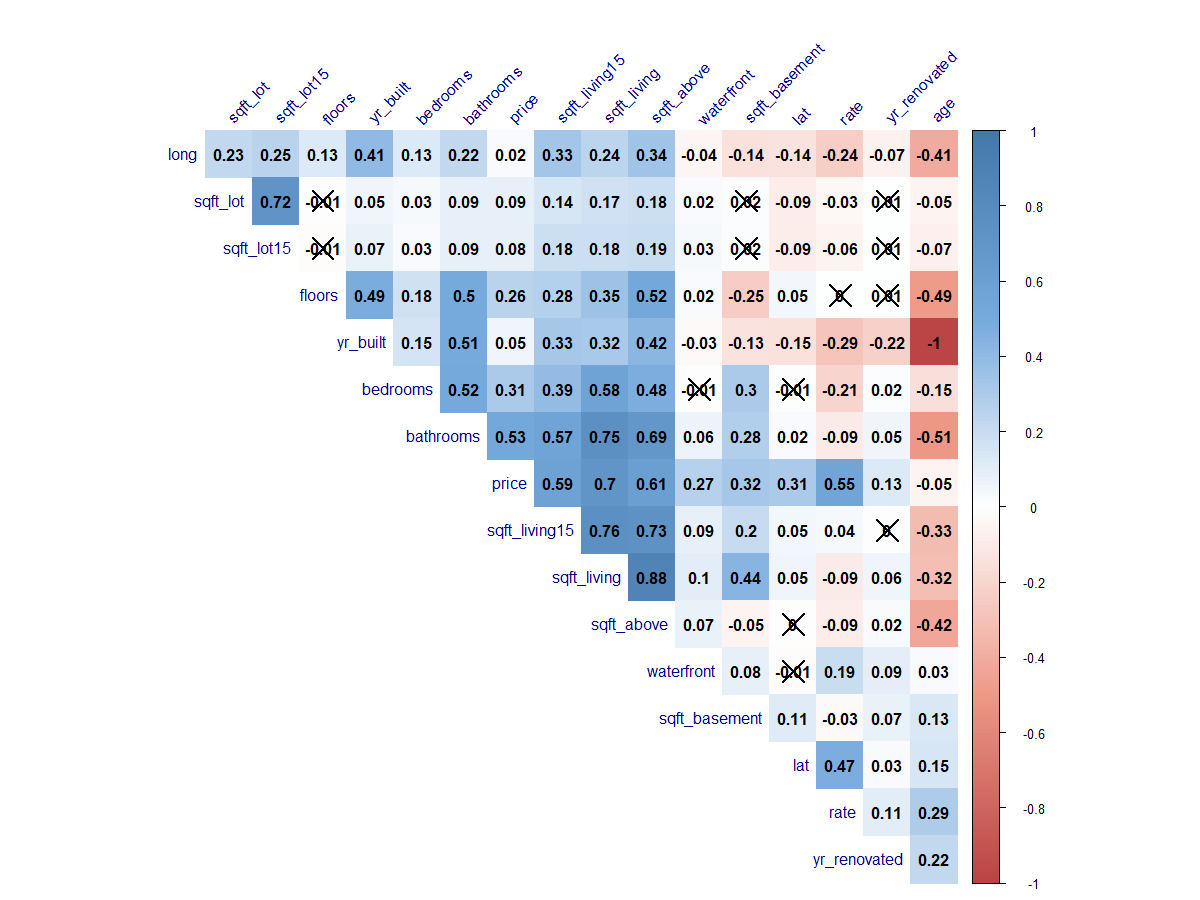 sqft_lot sqft_lot15 floors yr_built bedrooms bathrooms price sqft_living15 sqft_living sqft_above waterfront sqft_basement lat rate yr_renovated age
1
long 0.23 0.25 0.13 0.41 0.13 0.22 0.02 0.33 0.24 0.34 -0.04 -0.14 -0.14 -0.24 -0.07 -0.41
sqft_lot 0.72 -0.01 0.05 0.03 0.09 0.09 0.14 0.17 0.18 0.02 0.02 -0.09 -0.03 0.01 -0.05
0.8
sqft_lot15 -0.01 0.07 0.03 0.09 0.08 0.18 0.18 0.19 0.03 0.02 -0.09 -0.06 0.01 -0.07
0.6
floors 0.49 0.18 0.5 0.26 0.28 0.35 0.52 0.02 -0.25 0.05 0 0.01 -0.49
yr_built 0.15 0.51 0.05 0.33 0.32 0.42 -0.03 -0.13 -0.15 -0.29 -0.22 -1
0.4
bedrooms 0.52 0.31 0.39 0.58 0.48 -0.01 0.3 -0.01 -0.21 0.02 -0.15
0.2
bathrooms 0.53 0.57 0.75 0.69 0.06 0.28 0.02 -0.09 0.05 -0.51
price 0.59 0.7 0.61 0.27 0.32 0.31 0.55 0.13 -0.05
0
sqft_living15 0.76 0.73 0.09 0.2 0.05 0.04 0 -0.33
sqft_living 0.88 0.1 0.44 0.05 -0.09 0.06 -0.32
-0.2
sqft_above 0.07 -0.05 0 -0.09 0.02 -0.42
-0.4
waterfront 0.08 -0.01 0.19 0.09 0.03
sqft_basement 0.11 -0.03 0.07 0.13
-0.6
lat 0.47 0.03 0.15
-0.8
rate 0.11 0.29
yr_renovated 0.22
-1